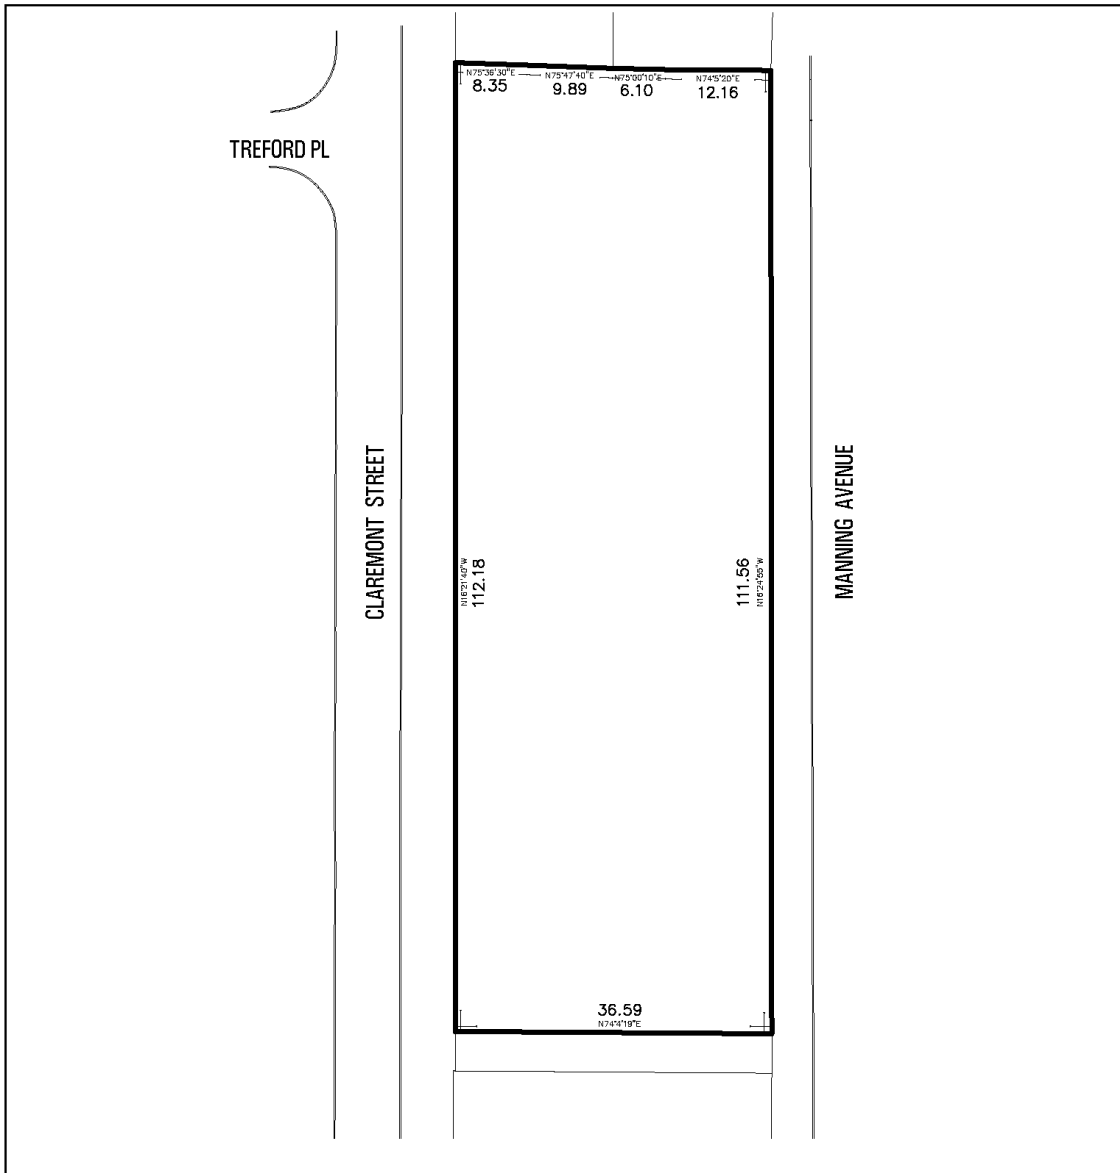 N75°36'30"E
8.35
N75°47'40"E
9.89
N75°00'10"E
6.10
N74°5'20"E
12.16
TREFORD PL
CLAREMONT STREET
N16°21'40"W
112.18
111.56
N16°24'55"W
MANNING AVENUE
36.59
N74°4'19"E